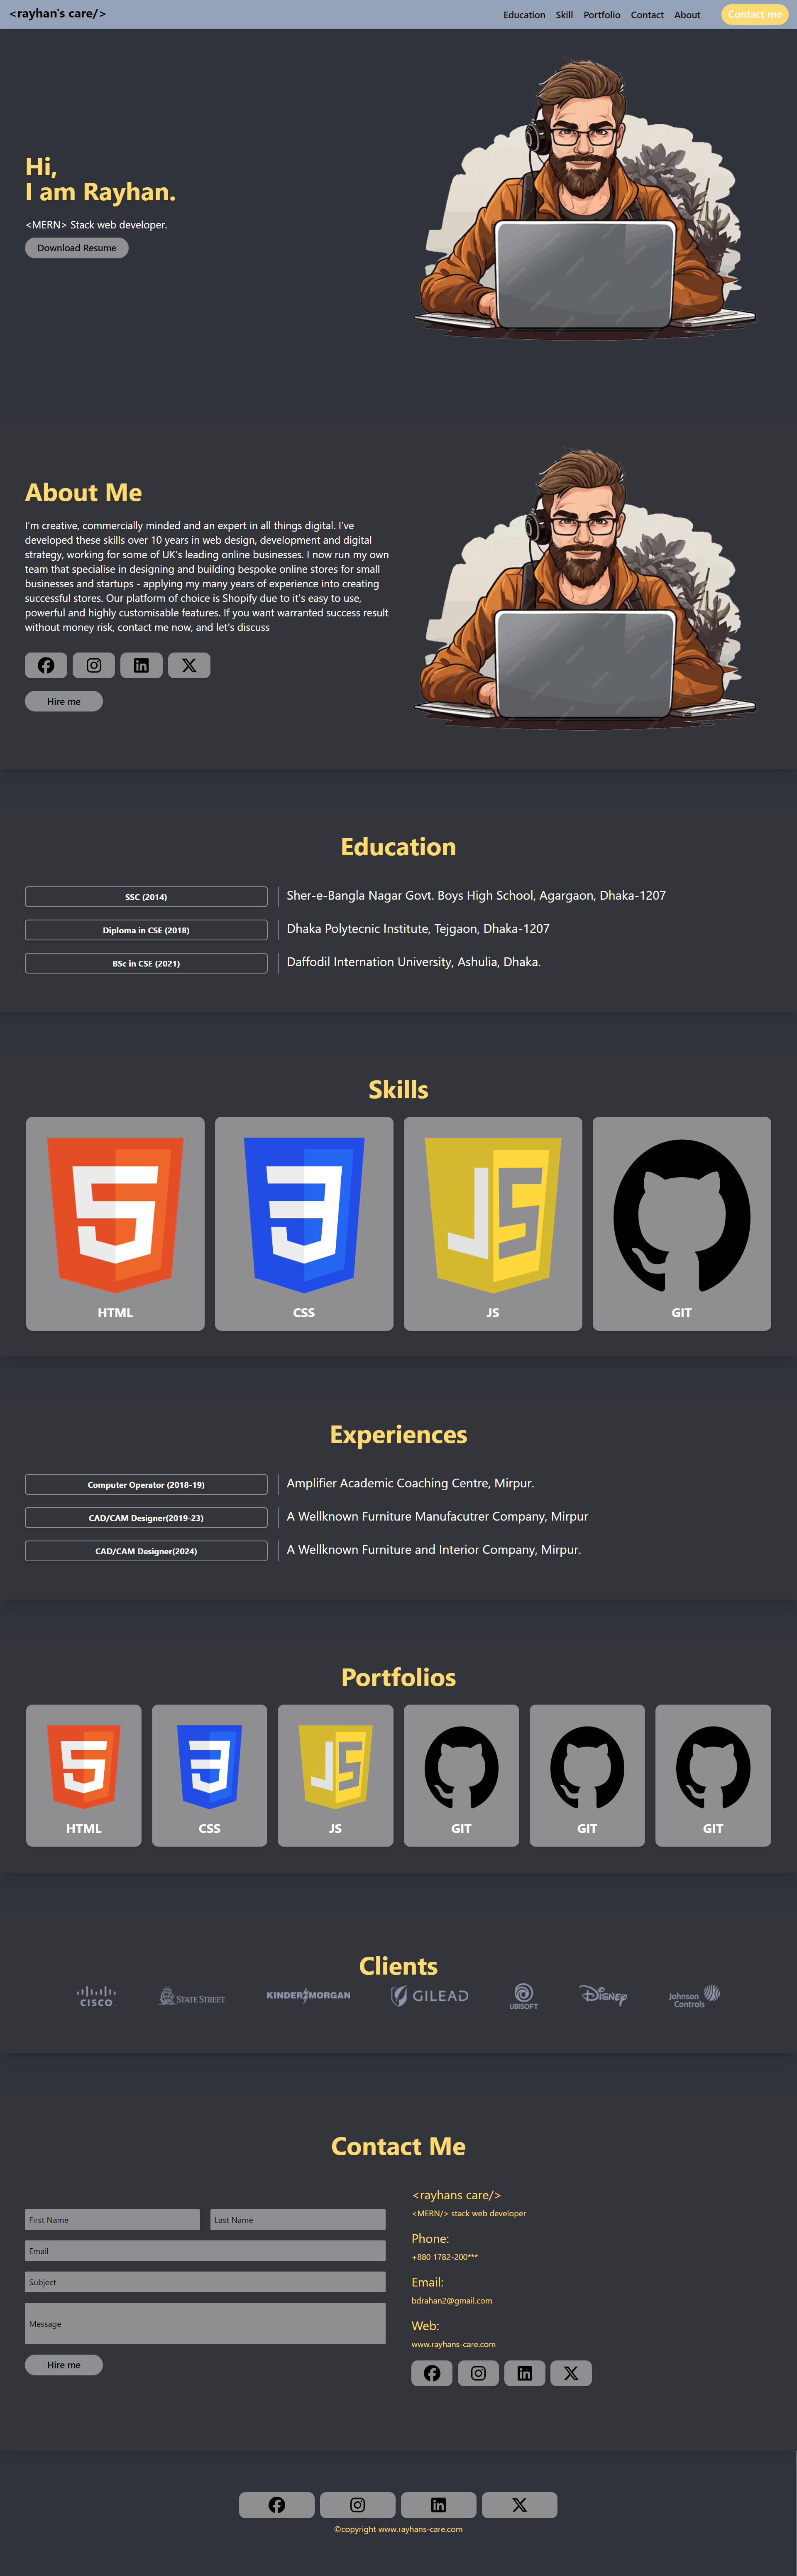 <rayhan's care/>
Education Skill Portfolio Contact About Contact me
Hi,
I am Rayhan.
<MERN> Stack web developer.
Download Resume
About Me
I'm creative, commercially minded and an expert in all things digital. I've
developed these skills over 10 years in web design, development and digital
strategy, working for some of UK's leading online businesses. I now run my own
team that specialise in designing and building bespoke online stores for small
businesses and startups - applying my many years of experience into creating
successful stores. Our platform of choice is Shopify due to it's easy to use,
powerful and highly customisable features. If you want warranted success result
without money risk, contact me now, and let's discuss
Hire me
Education
SSC (2014)
Sher-e-Bangla Nagar Govt. Boys High School, Agargaon, Dhaka-1207
Diploma in CSE (2018)
Dhaka Polytecnic Institute, Tejgaon, Dhaka-1207
BSc in CSE (2021)
Daffodil Internation University, Ashulia, Dhaka.
Skills
HTML
CSS
JS
JS
GIT
Experiences
Computer Operator (2018-19)
Amplifier Academic Coaching Centre, Mirpur.
CAD/CAM Designer(2019-23)
A Wellknown Furniture Manufacutrer Company, Mirpur
CAD/CAM Designer(2024)
A Wellknown Furniture and Interior Company, Mirpur.
Portfolios
HTML
CSS
JS
JS
GIT
GIT
GIT
Clients
CISCO
STATE STREET
KINDER MORGAN
GILEAD
UBISOFT
Disney
Johnson
Controls
Contact Me
First Name
Last Name
Email
Subject
Message
Hire me
<rayhans care/>
<MERN/> stack web developer
Phone:
+880 1782-200***
Email:
bdrahan2@gmail.com
Web:
www.rayhans-care.com
©copyright www.rayhans-care.com